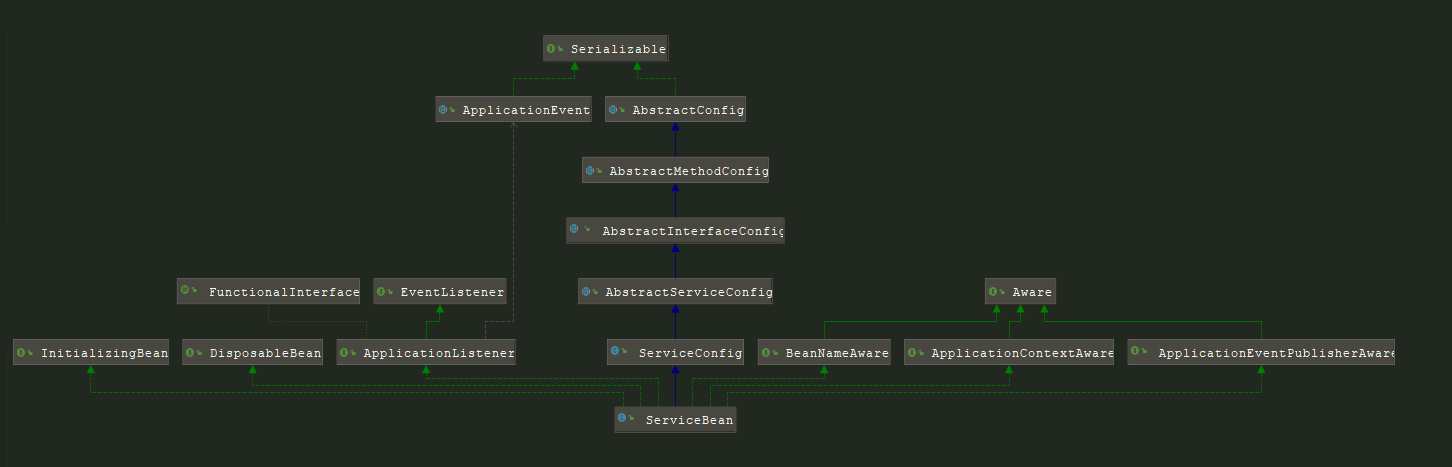 Serializable
ApplicationEvent
AbstractConfig
AbstractMethodConfig
AbstractInterfaceConfig
FunctionalInterface
EventListener
AbstractServiceConfig
Aware
InitializingBean
DisposableBean
ApplicationListener
ServiceConfig
BeanNameAware
ApplicationContextAware
ApplicationEventPublisherAware
ServiceBean